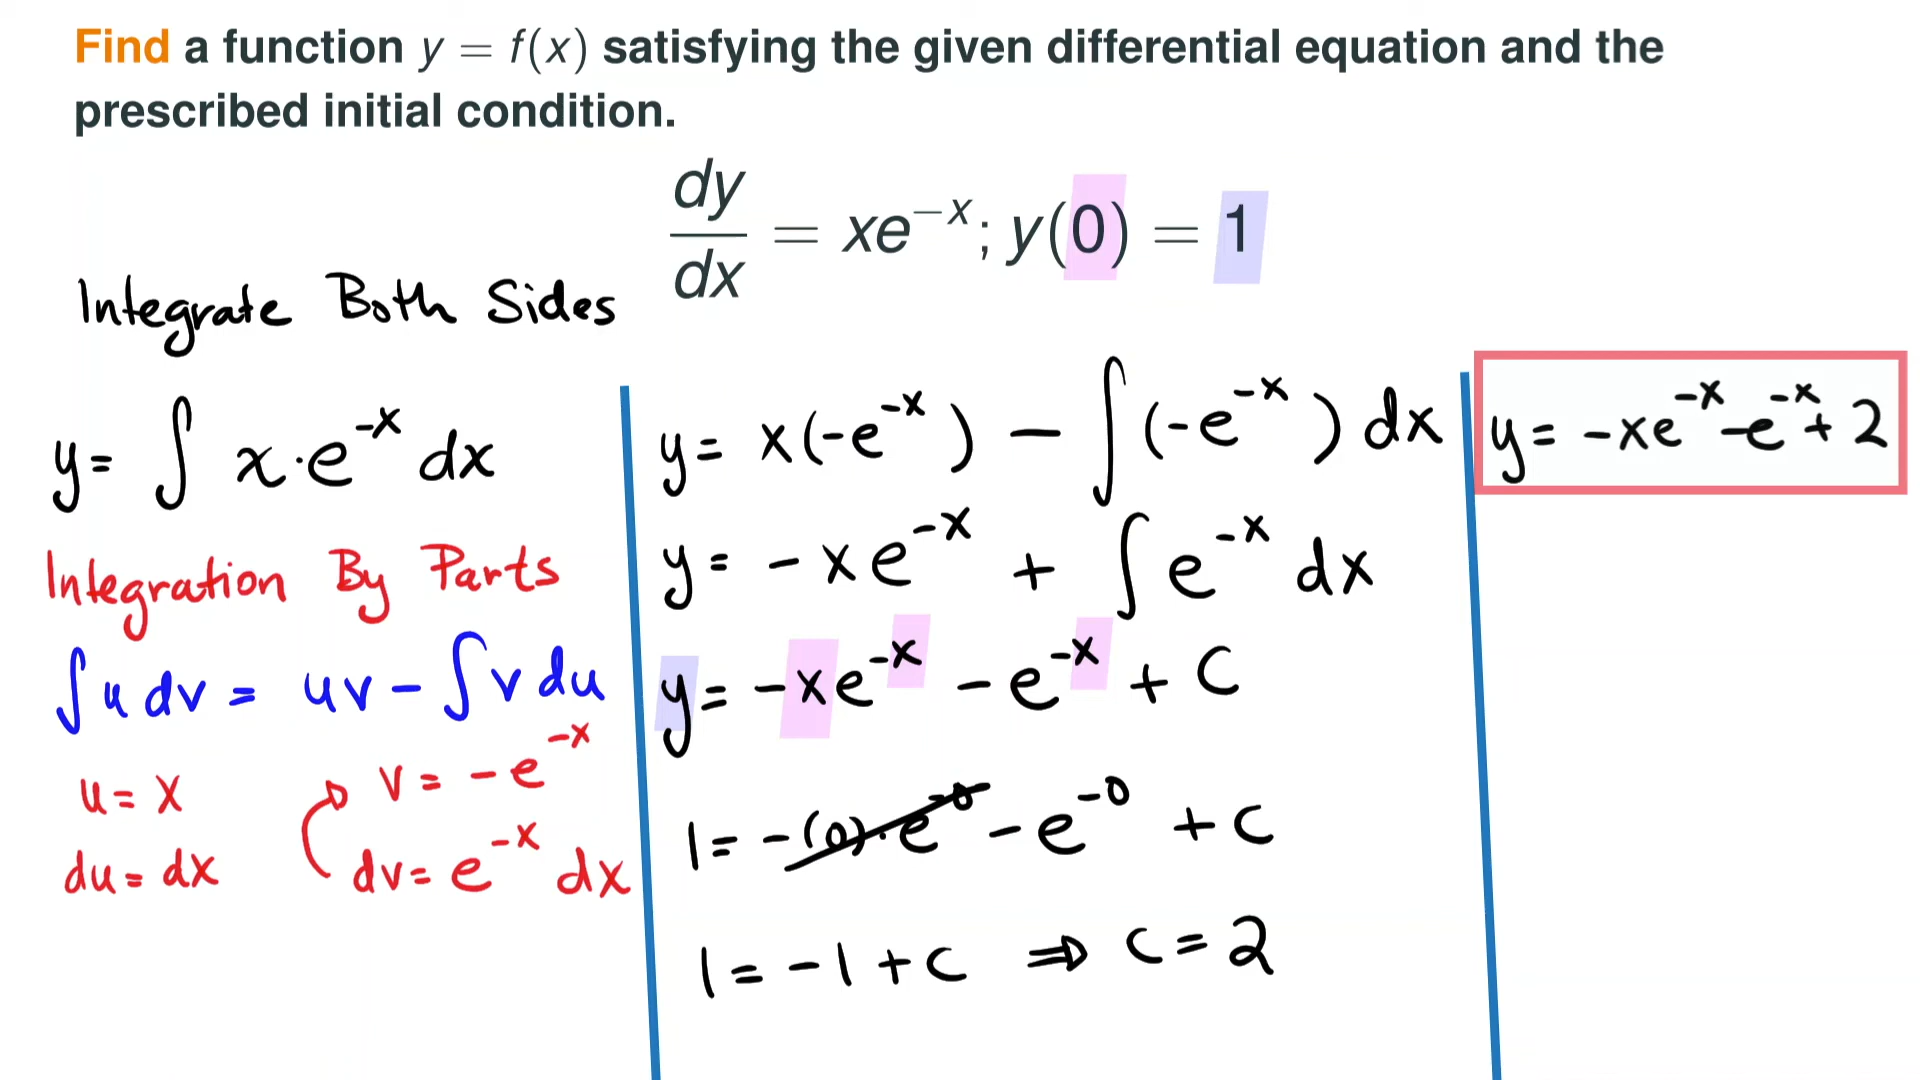 Find a function y = f(x) satisfying the given differential equation and the
prescribed initial condition.
dy/dx = xe^{-x}; y(0) = 1
Integrate Both Sides
y = ∫ x·e^{-x} dx
Integration By Parts
∫ u dv = uv - ∫ v du
u = x   v = -e^{-x}
du = dx   dv = e^{-x} dx
y = x(-e^{-x}) - ∫(-e^{-x}) dx
y = -xe^{-x} + ∫ e^{-x} dx
y = -xe^{-x} - e^{-x} + C
1 = -(0)·e^{-0} - e^{-0} + C
1 = -1 + C ⇒ C = 2
y = -xe^{-x} - e^{-x} + 2